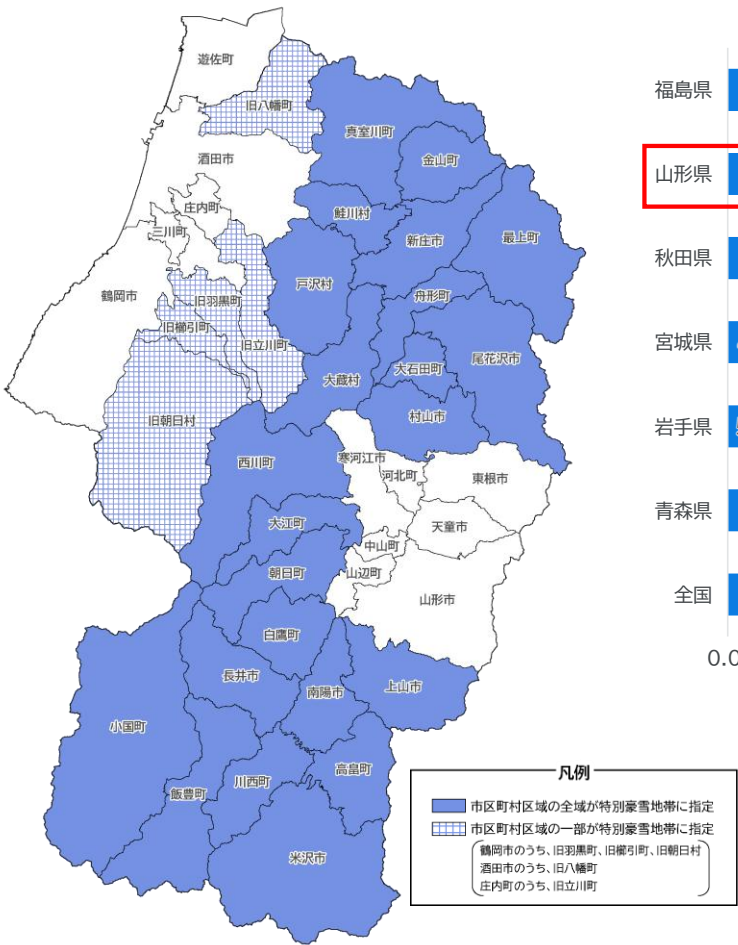 遊佐町
旧八幡町
真室川町
金山町
酒田市
庄内町
鮭川村
三川町
新庄市
最上町
戸沢村
鶴岡市
旧羽黒町
舟形町
旧櫛引町
旧立川町
尾花沢市
大石田町
大蔵村
旧朝日村
村山市
西川町
寒河江市
河北町
東根市
大江町
天童市
中山町
朝日町
山辺町
山形市
白鷹町
長井市
南陽市
上山市
小国町
飯豊町
川西町
高畠町
米沢市
福島県
山形県
秋田県
宮城県
岩手県
青森県
全国
0.0
凡例
市区町村区域の全域が特別豪雪地帯に指定
市区町村区域の一部が特別豪雪地帯に指定
鶴岡市のうち、旧羽黒町、旧櫛引町、旧朝日村
酒田市のうち、旧八幡町
庄内町のうち、旧立川町